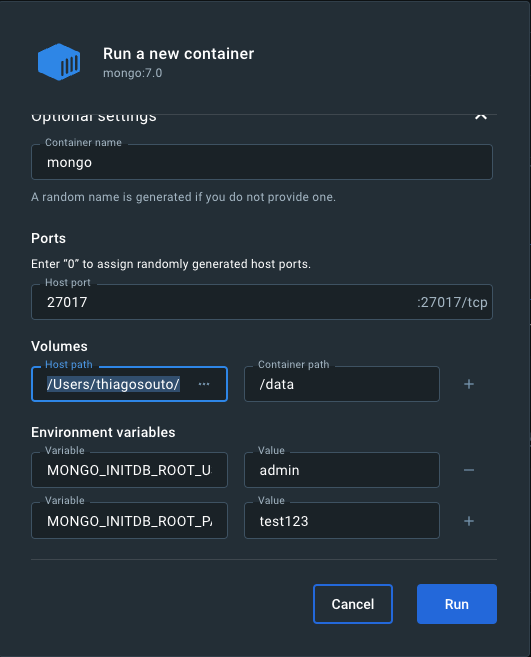 Run a new container
mongo:7.0
Optional settings
Container name
mongo
A random name is generated if you do not provide one.
Ports
Enter “0” to assign randomly generated host ports.
Host port
27017 :27017/tcp
Volumes
Host path Container path
/Users/thiagosouto/ ... /data +
Environment variables
Variable Value
MONGO_INITDB_ROOT_U admin −
Variable Value
MONGO_INITDB_ROOT_PA test123 +
Cancel Run